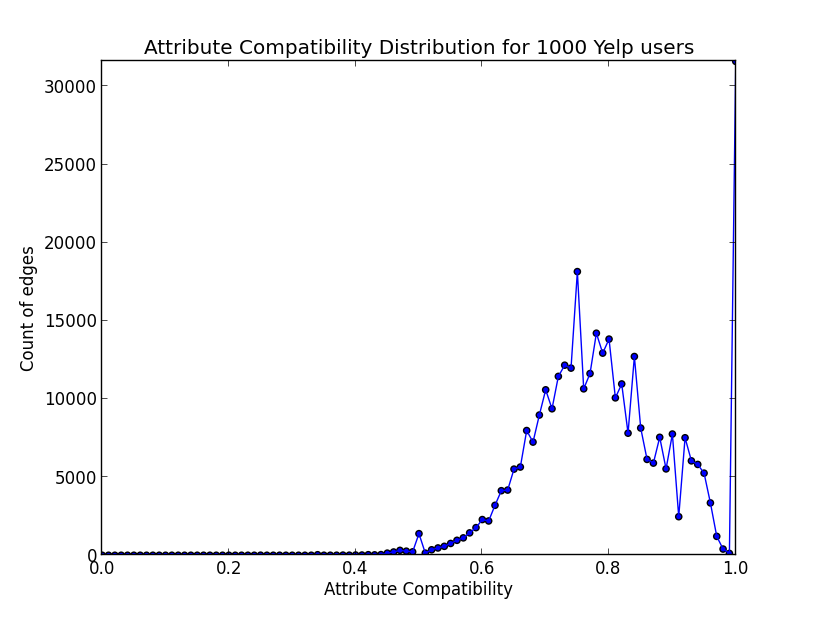 Attribute Compatibility Distribution for 1000 Yelp users
30000
25000
20000
15000
10000
5000
0
0.0 0.2 0.4 0.6 0.8 1.0
Count of edges
Attribute Compatibility